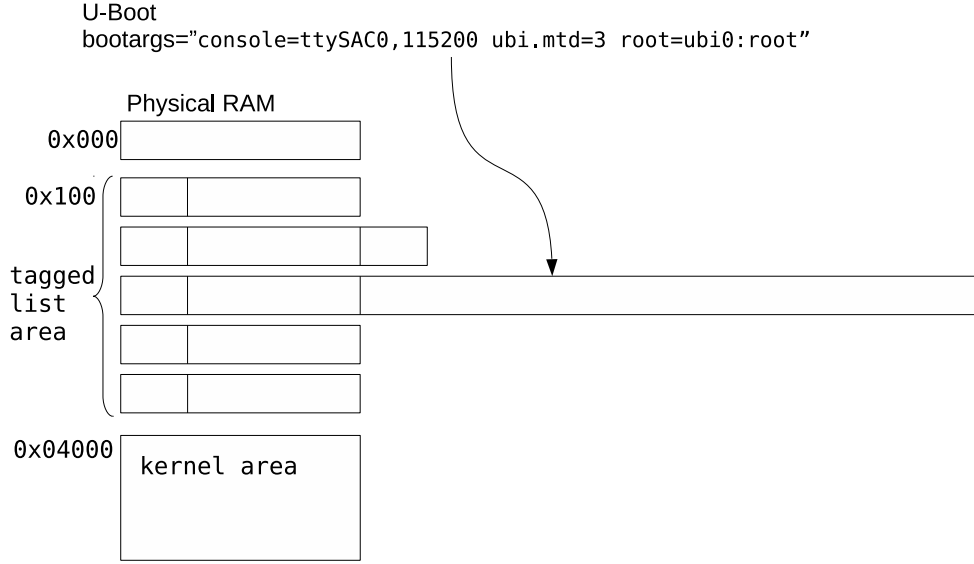 U-Boot
bootargs=”console=ttySAC0,115200 ubi.mtd=3 root=ubi0:root”
Physical RAM
0x000
0x100
tagged
list
area
0x04000
kernel area